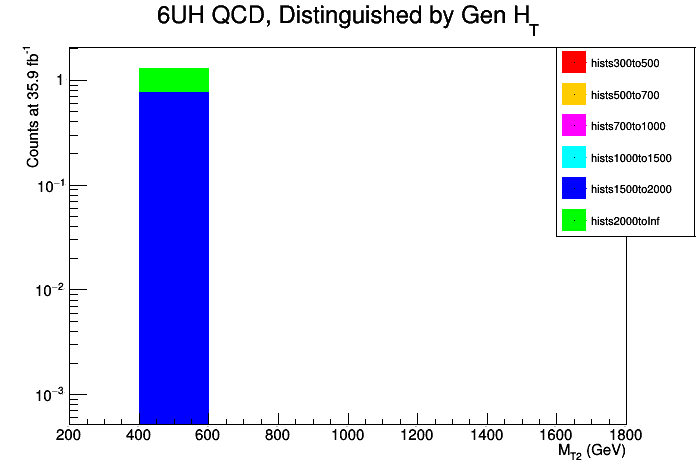 6UH QCD, Distinguished by Gen H_T
Counts at 35.9 fb^-1
1
10^-1
10^-2
10^-3
200 400 600 800 1000 1200 1400 1600 1800
M_T2 (GeV)
hists300to500
hists500to700
hists700to1000
hists1000to1500
hists1500to2000
hists2000toInf